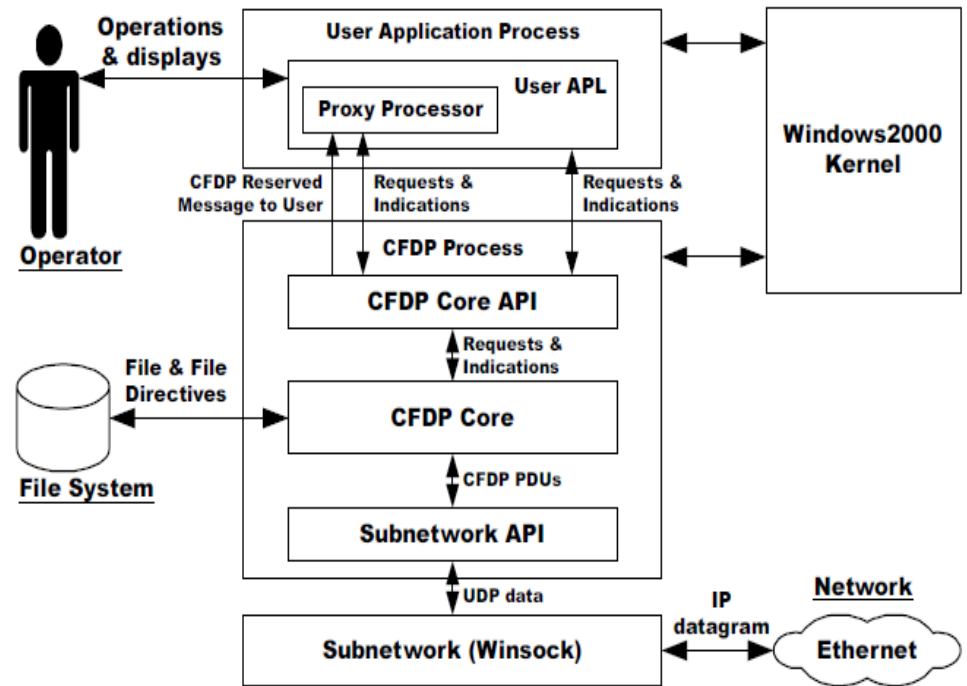 Operations
& displays
User Application Process
User APL
Proxy Processor
Windows2000
Kernel
CFDP Reserved
Message to User
Requests &
Indications
Requests &
Indications
Operator
CFDP Process
CFDP Core API
Requests &
Indications
File & File
Directives
CFDP Core
File System
CFDP PDUs
Subnetwork API
UDP data
IP
datagram
Network
Subnetwork (Winsock)
Ethernet